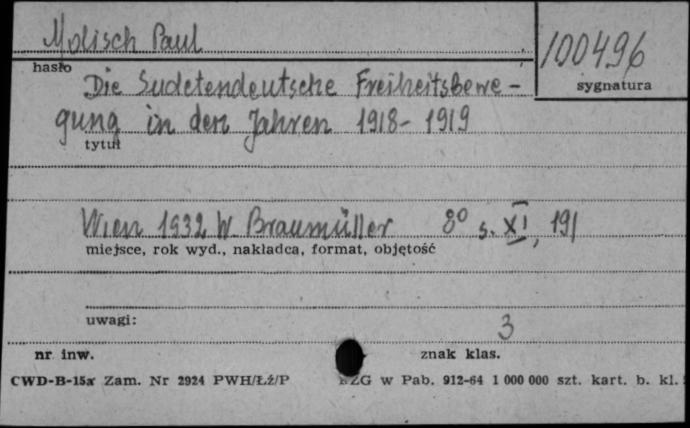 Molisch Paul
100496
hasło
sygnatura
Die Sudetendeutsche Freiheitsbewe-
gung in den Jahren 1918-1919
tytuł
Wien 1932 W. Braumüller 8° s. XI, 191
miejsce, rok wyd., nakładca, format, objętość
uwagi:
3
nr inw.
znak klas.
CWD-B-15a Zam. Nr 2924 PWH/Łź/P ZG w Pab. 912-64 1 000 000 szt. kart. b. kl.